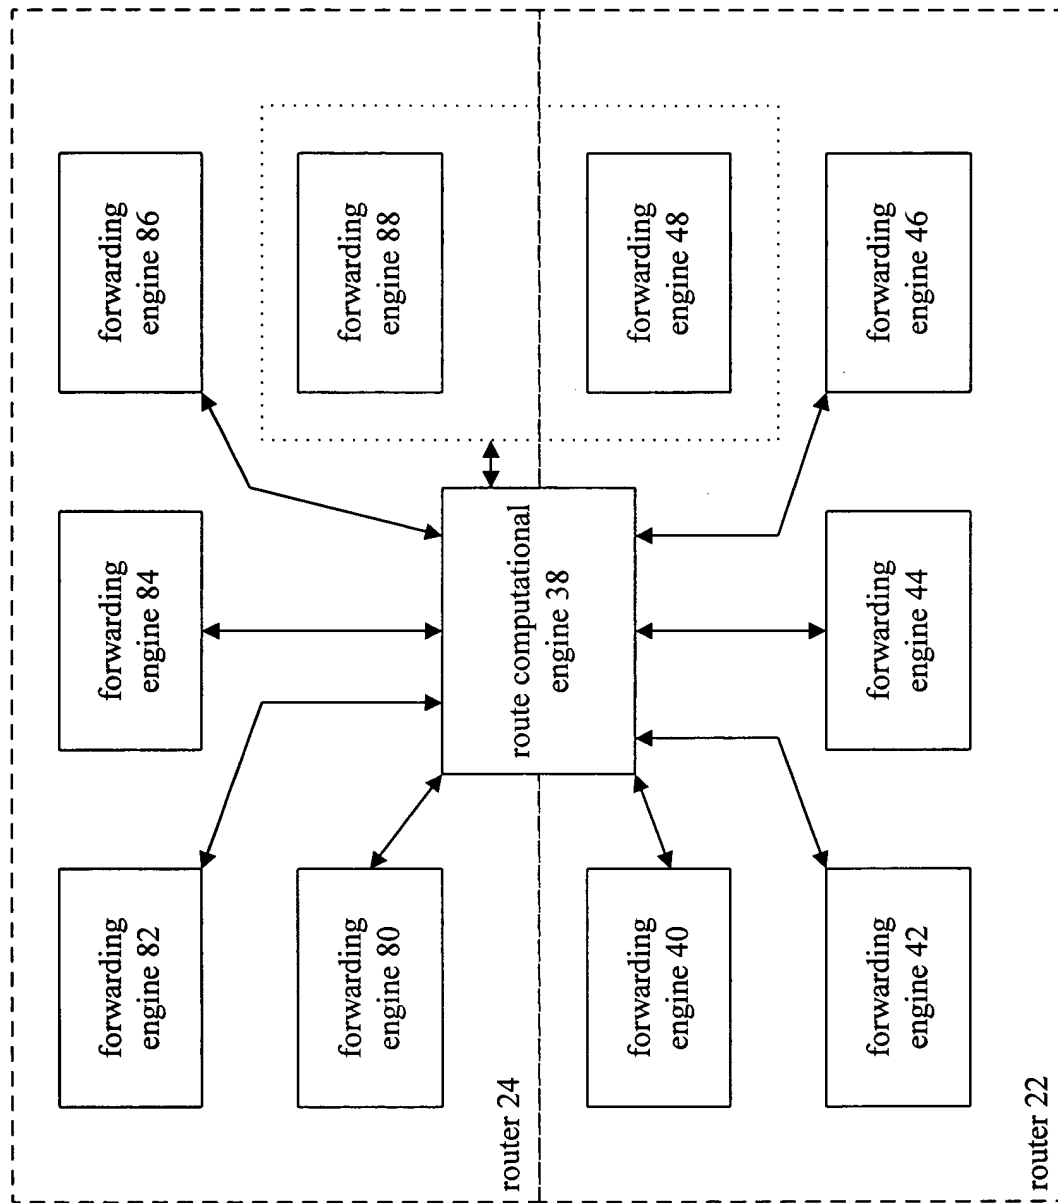 forwarding
engine 82
forwarding
engine 84
forwarding
engine 86
forwarding
engine 80
forwarding
engine 88
router 24
route computational
engine 38
forwarding
engine 40
forwarding
engine 48
forwarding
engine 42
forwarding
engine 44
forwarding
engine 46
router 22